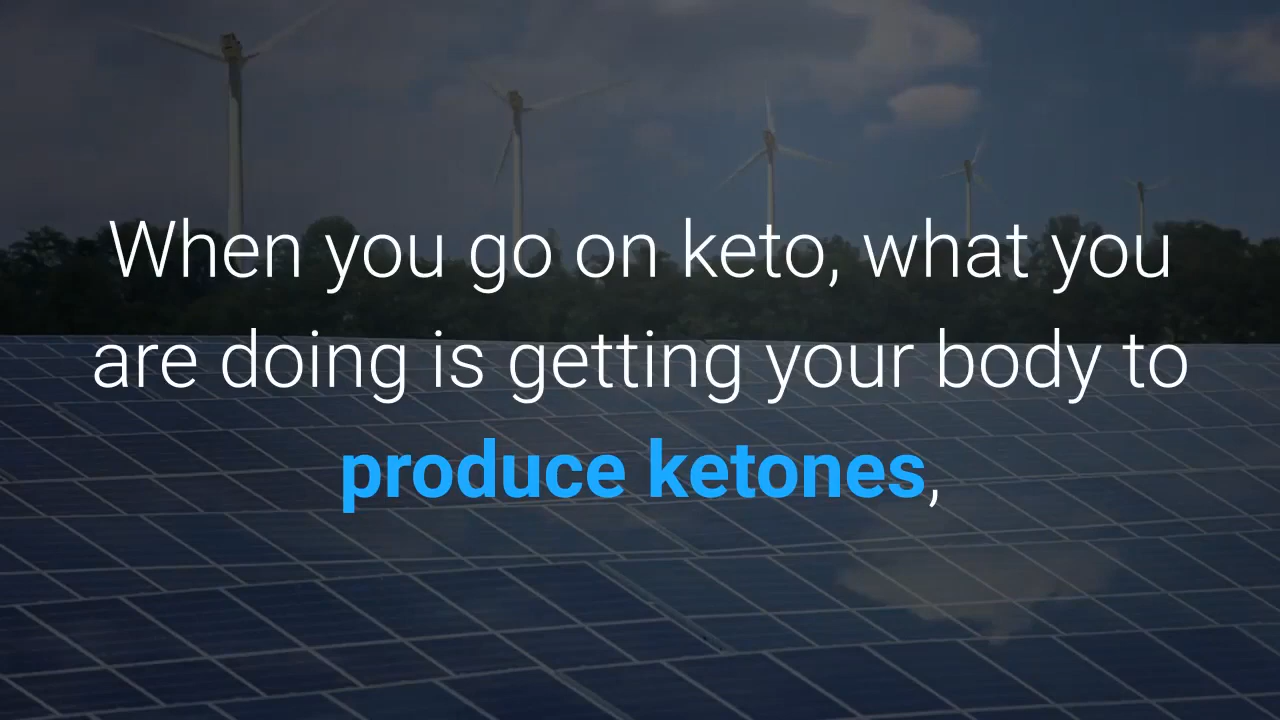 When you go on keto, what you
are doing is getting your body to
produce ketones,